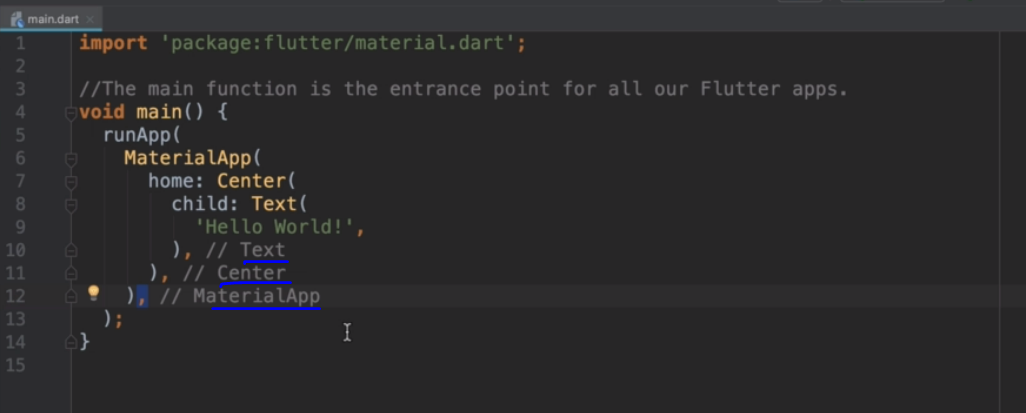 main.dart
1 import 'package:flutter/material.dart';
2
3 //The main function is the entrance point for all our Flutter apps.
4 void main() {
5   runApp(
6     MaterialApp(
7       home: Center(
8         child: Text(
9           'Hello World!',
10         ), // Text
11       ), // Center
12     ), // MaterialApp
13   );
14 }
15